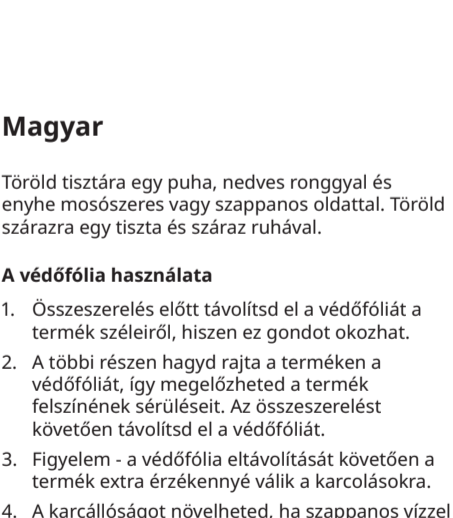 Magyar
Töröld tisztára egy puha, nedves ronggyal és
enyhe mosószeres vagy szappanos oldattal. Töröld
szárazra egy tiszta és száraz ruhával.
A védőfólia használata
1. Összeszerelés előtt távolítsd el a védőfóliát a
termék széleiről, hiszen ez gondot okozhat.
2. A többi részen hagyd rajta a terméken a
védőfóliát, így megelőzheted a termék
felszínének sérüléseit. Az összeszerelést
követően távolítsd el a védőfóliát.
3. Figyelem - a védőfólia eltávolítását követően a
termék extra érzékennyé válik a karcolásokra.
4. A karcállóságot növelheted, ha szappanos vízzel